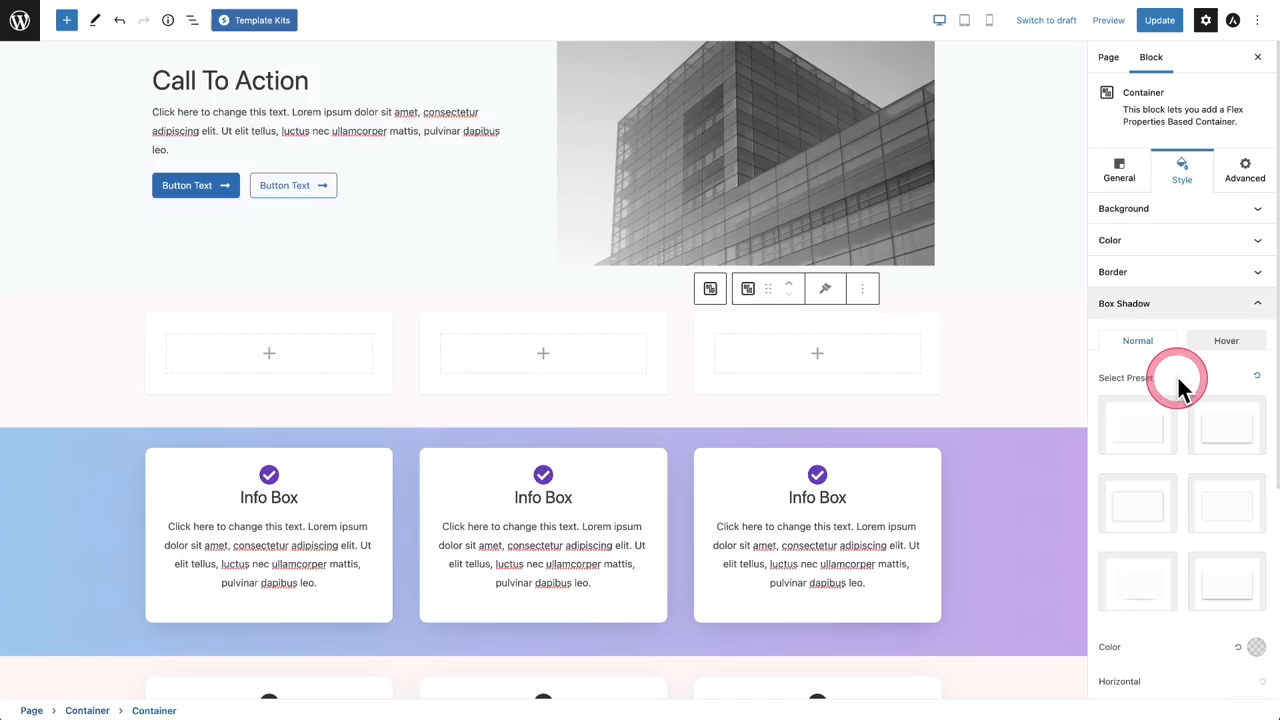 Template Kits
Switch to draft
Preview
Update
Page
Block
Container
This block lets you add a Flex
Properties Based Container.
General
Style
Advanced
Background
Color
Border
Box Shadow
Normal
Hover
Select Preset
Color
Horizontal
Call To Action
Click here to change this text. Lorem ipsum dolor sit amet, consectetur
adipiscing elit. Ut elit tellus, luctus nec ullamcorper mattis, pulvinar dapibus
leo.
Button Text
Button Text
Info Box
Click here to change this text. Lorem ipsum
dolor sit amet, consectetur adipiscing elit. Ut
elit tellus, luctus nec ullamcorper mattis,
pulvinar dapibus leo.
Info Box
Click here to change this text. Lorem ipsum
dolor sit amet, consectetur adipiscing elit. Ut
elit tellus, luctus nec ullamcorper mattis,
pulvinar dapibus leo.
Info Box
Click here to change this text. Lorem ipsum
dolor sit amet, consectetur adipiscing elit. Ut
elit tellus, luctus nec ullamcorper mattis,
pulvinar dapibus leo.
Page > Container > Container